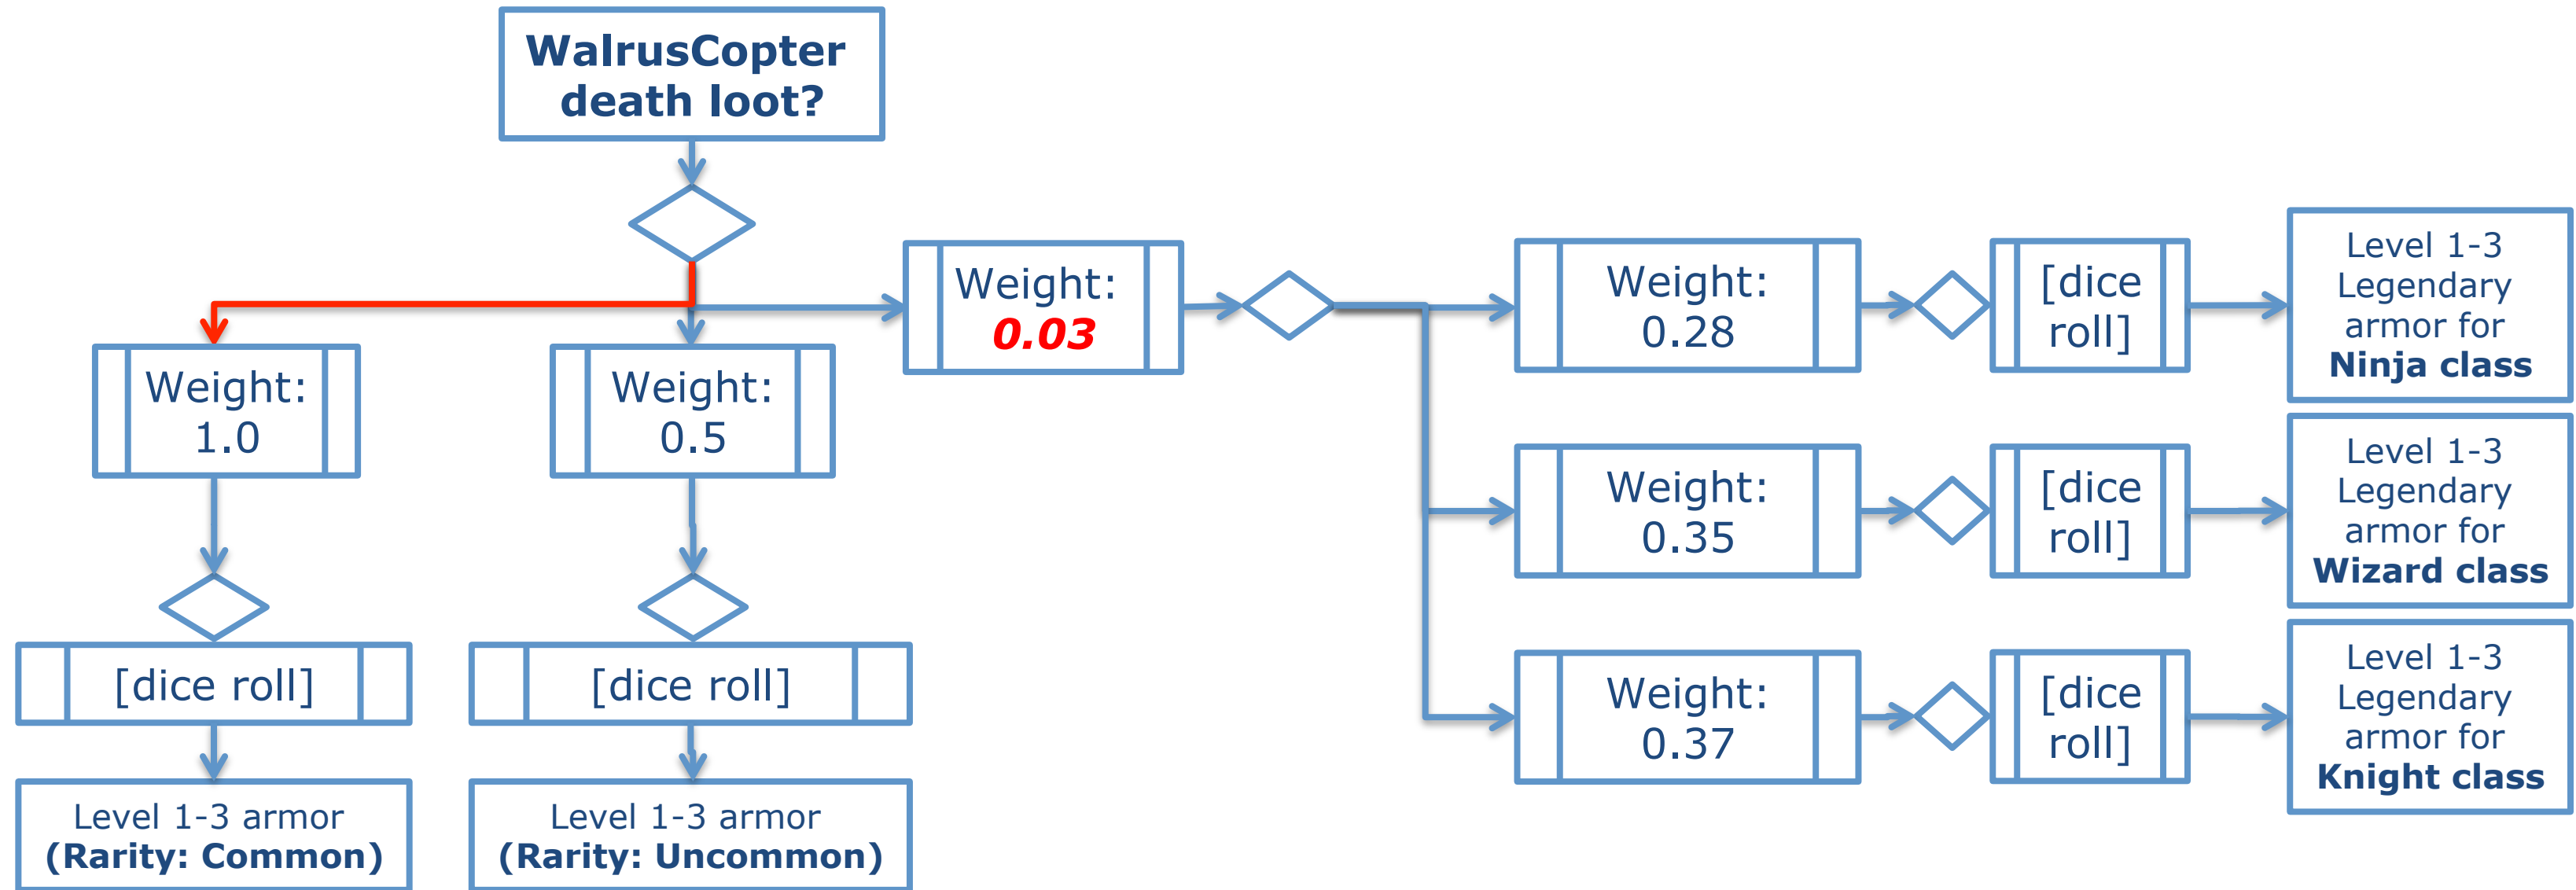 WalrusCopter
death loot?
Weight:
1.0
[dice roll]
Level 1-3 armor
(Rarity: Common)
Weight:
0.5
[dice roll]
Level 1-3 armor
(Rarity: Uncommon)
Weight:
0.03
Weight:
0.28
[dice
roll]
Level 1-3
Legendary
armor for
Ninja class
Weight:
0.35
[dice
roll]
Level 1-3
Legendary
armor for
Wizard class
Weight:
0.37
[dice
roll]
Level 1-3
Legendary
armor for
Knight class